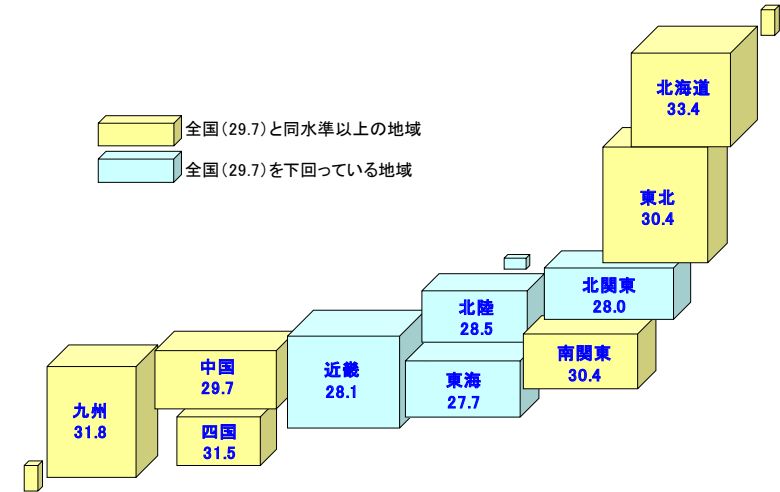 北海道
33.4
全国(29.7)と同水準以上の地域
全国(29.7)を下回っている地域
東北
30.4
北関東
28.0
北陸
28.5
南関東
30.4
中国
29.7
近畿
28.1
東海
27.7
九州
31.8
四国
31.5